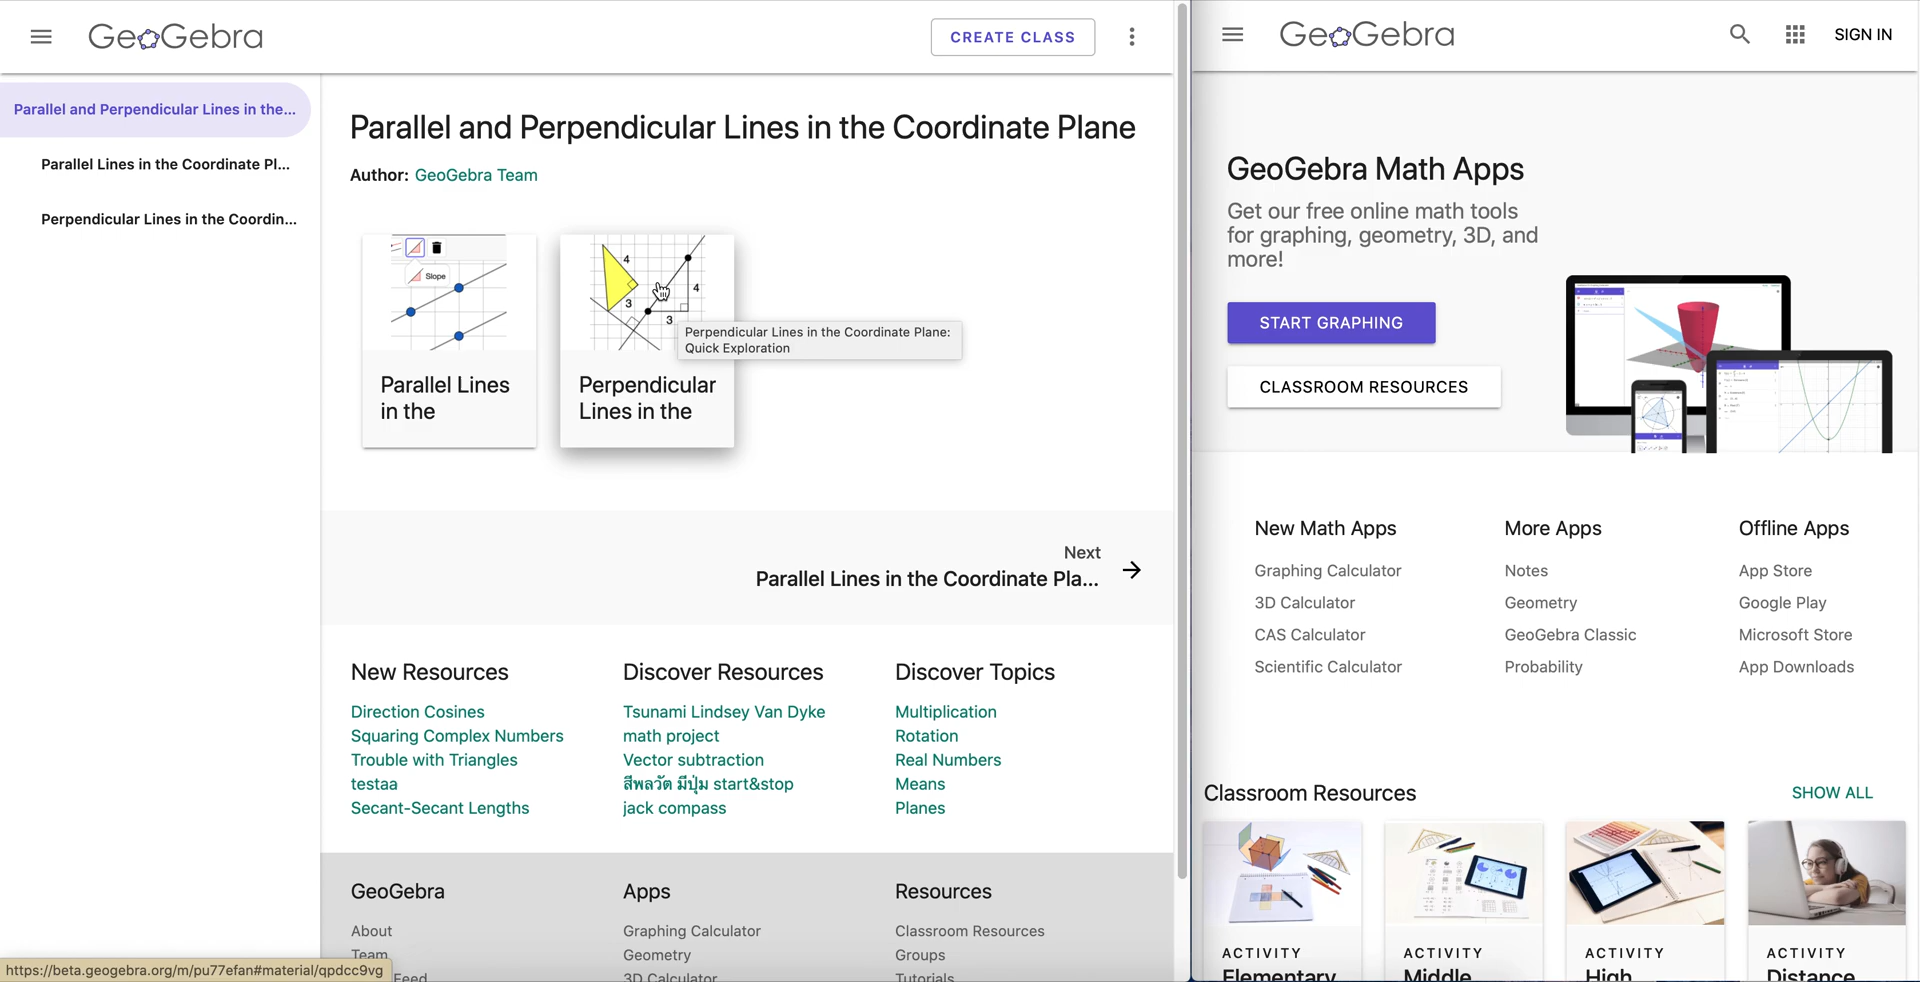 GeoGebra
CREATE CLASS
Parallel and Perpendicular Lines in the...
Parallel Lines in the Coordinate Pl...
Perpendicular Lines in the Coordin...
Parallel and Perpendicular Lines in the Coordinate Plane
Author: GeoGebra Team
Slope
Parallel Lines
in the
4
3
4
3
Perpendicular Lines in the Coordinate Plane:
Quick Exploration
Perpendicular
Lines in the
Next
Parallel Lines in the Coordinate Pla...
New Resources
Direction Cosines
Squaring Complex Numbers
Trouble with Triangles
testaa
Secant-Secant Lengths
Discover Resources
Tsunami Lindsey Van Dyke
math project
Vector subtraction
สีพลวัต มีปุ่ม start&stop
jack compass
Discover Topics
Multiplication
Rotation
Real Numbers
Means
Planes
GeoGebra
About
Team
Feed
Apps
Graphing Calculator
Geometry
3D Calculator
Resources
Classroom Resources
Groups
Tutorials
https://beta.geogebra.org/m/pu77efan#material/qpdcc9vg
GeoGebra
SIGN IN
GeoGebra Math Apps
Get our free online math tools
for graphing, geometry, 3D, and
more!
START GRAPHING
CLASSROOM RESOURCES
New Math Apps
Graphing Calculator
3D Calculator
CAS Calculator
Scientific Calculator
More Apps
Notes
Geometry
GeoGebra Classic
Probability
Offline Apps
App Store
Google Play
Microsoft Store
App Downloads
Classroom Resources
SHOW ALL
ACTIVITY
Elementary
ACTIVITY
Middle
ACTIVITY
High
ACTIVITY
Distance